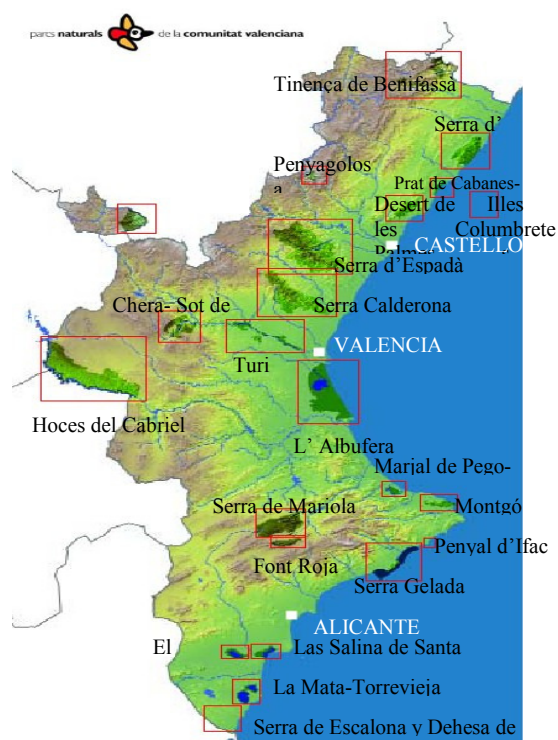 parcs naturals de la comunitat valenciana
Tinença de Benifassà
Serra d'
Penyagolos
a
Prat de Cabanes-
Desert de
les
Illes
Columbrete
CASTELLO
Serra d'Espadà
Serra Calderona
Chera- Sot de
VALENCIA
Turi
Hoces del Cabriel
L' Albufera
Marjal de Pego-
Serra de Mariola
Montgó
Penyal d'Ifac
Font Roja
Serra Gelada
ALICANTE
El
Las Salina de Santa
La Mata-Torrevieja
Serra de Escalona y Dehesa de